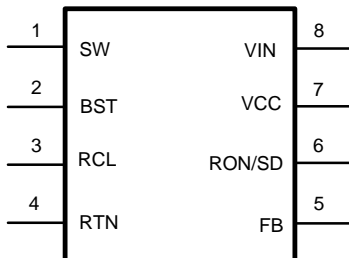 1 SW VIN 8
2 BST VCC 7
3 RCL RON/SD 6
4 RTN FB 5